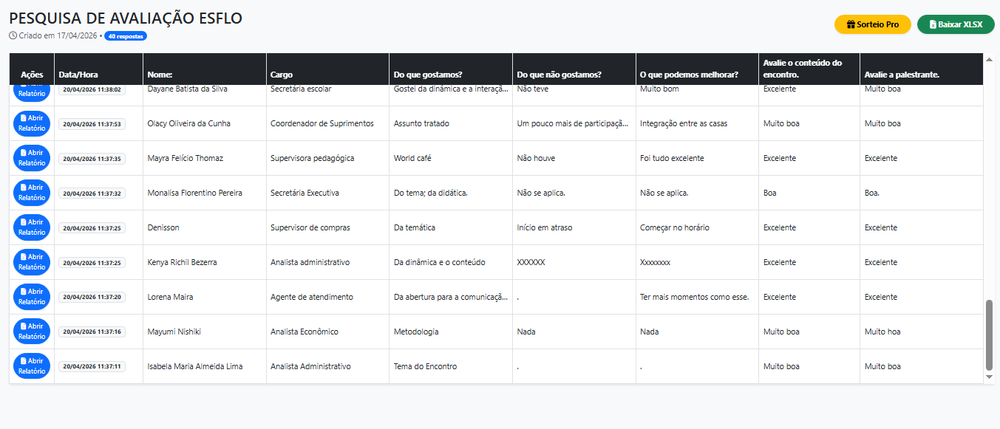 PESQUISA DE AVALIAÇÃO ESFLO
Criado em 17/04/2026 • 40 respostas
Sorteio Pro
Baixar XLSX
Ações Data/Hora Nome: Cargo Do que gostamos? Do que não gostamos? O que podemos melhorar? Avalie o conteúdo do encontro. Avalie a palestrante.
Relatório 20/04/2026 11:38:02 Dayane Batista da Silva Secretária escolar Gostei da dinâmica e a interaçã... Não teve Muito bom Excelente Muito boa
Abrir Relatório 20/04/2026 11:37:53 Olacy Oliveira da Cunha Coordenador de Suprimentos Assunto tratado Um pouco mais de participaçã... Integração entre as casas Muito boa Muito boa
Abrir Relatório 20/04/2026 11:37:35 Mayra Felício Thomaz Supervisora pedagógica World café Não houve Foi tudo excelente Excelente Excelente
Abrir Relatório 20/04/2026 11:37:32 Monalisa Florentino Pereira Secretária Executiva Do tema; da didática. Não se aplica. Não se aplica. Boa Boa.
Abrir Relatório 20/04/2026 11:37:25 Denisson Supervisor de compras Da temática Início em atraso Começar no horário Excelente Excelente
Abrir Relatório 20/04/2026 11:37:25 Kenya Richil Bezerra Analista administrativo Da dinâmica e o conteúdo XXXXXX Xxxxxxxx Excelente Excelente
Abrir Relatório 20/04/2026 11:37:20 Lorena Maira Agente de atendimento Da abertura para a comunicaçã... . Ter mais momentos como esse. Excelente Excelente
Abrir Relatório 20/04/2026 11:37:16 Mayumi Nishiki Analista Econômico Metodologia Nada Nada Muito boa Muito hoa
Abrir Relatório 20/04/2026 11:37:11 Isabela Maria Almeida Lima Analista Administrativo Tema do Encontro . . Muito boa Muito boa